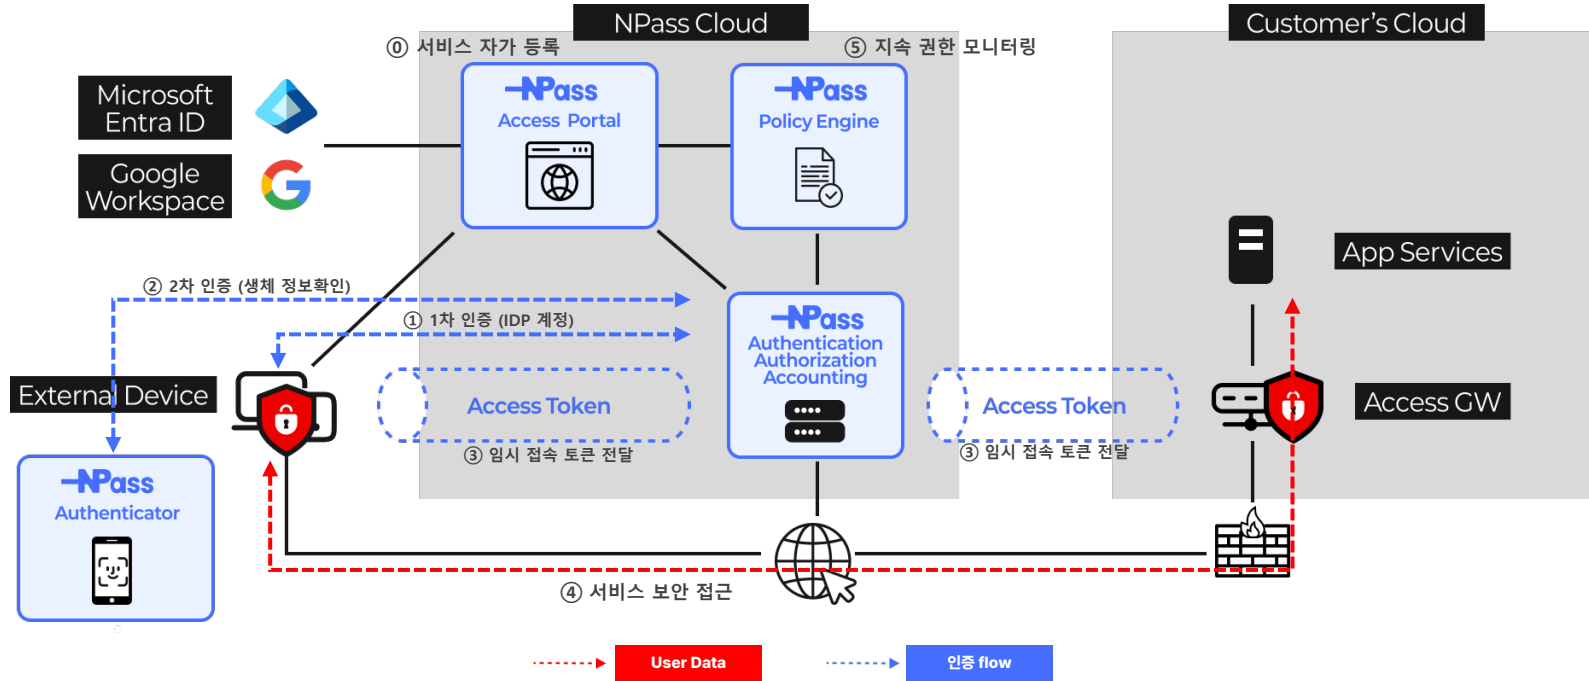 NPass Cloud
Customer's Cloud
⓪ 서비스 자가 등록
⑤ 지속 권한 모니터링
Microsoft
Entra ID
Google
Workspace
NPass
Access Portal
NPass
Policy Engine
② 2차 인증 (생체 정보확인)
① 1차 인증 (IDP 계정)
NPass
Authentication
Authorization
Accounting
App Services
External Device
Access Token
③ 임시 접속 토큰 전달
Access Token
③ 임시 접속 토큰 전달
Access GW
NPass
Authenticator
④ 서비스 보안 접근
User Data
인증 flow